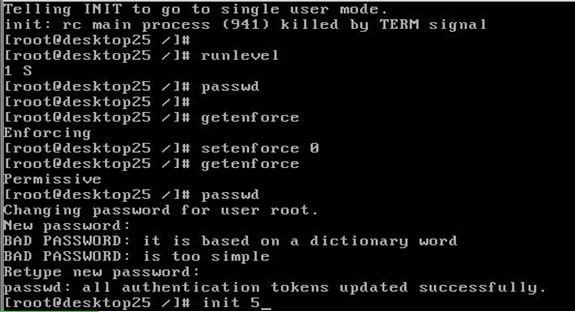 Telling INIT to go to single user mode.
init: rc main process (941) killed by TERM signal
[root@desktop25 /]#
[root@desktop25 /]# runlevel
1 S
[root@desktop25 /]# passwd
[root@desktop25 /]#
[root@desktop25 /]# getenforce
Enforcing
[root@desktop25 /]# setenforce 0
[root@desktop25 /]# getenforce
Permissive
[root@desktop25 /]# passwd
Changing password for user root.
New password:
BAD PASSWORD: it is based on a dictionary word
BAD PASSWORD: is too simple
Retype new password:
passwd: all authentication tokens updated successfully.
[root@desktop25 /]# init 5_